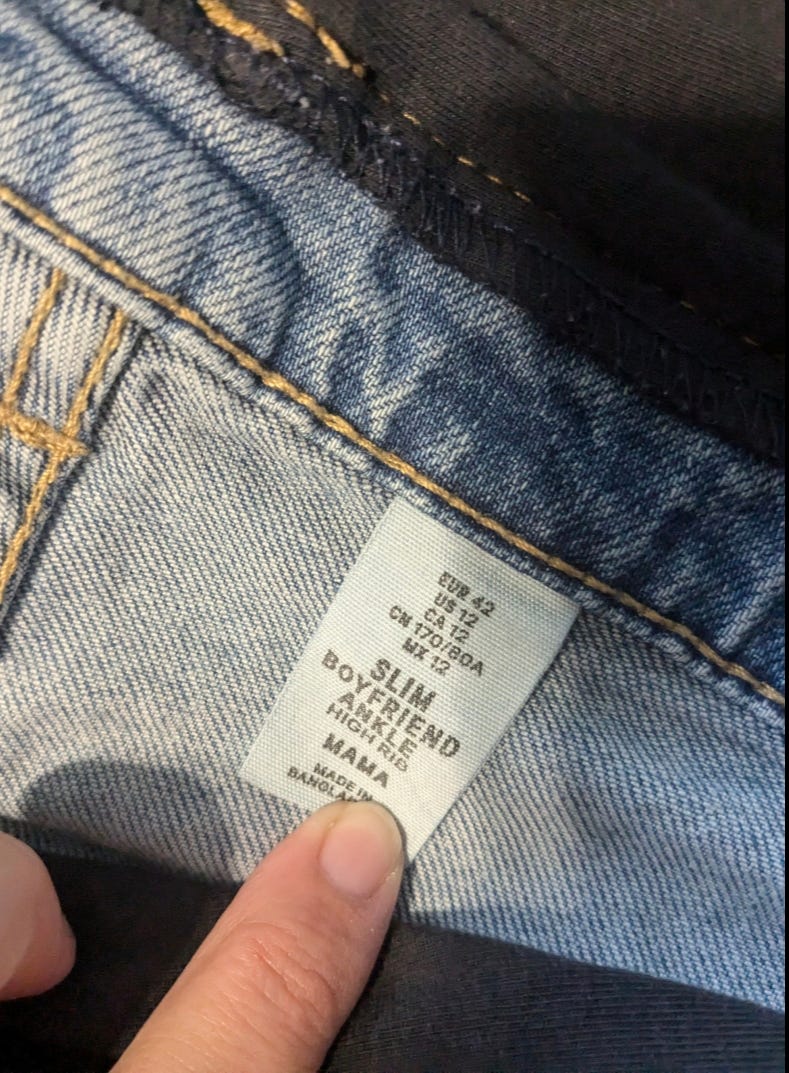 EUR 42
US 12
CA 12
CN 170/80A
MX 12
SLIM
BOYFRIEND
ANKLE
HIGH RIB
MAMA
MADE IN